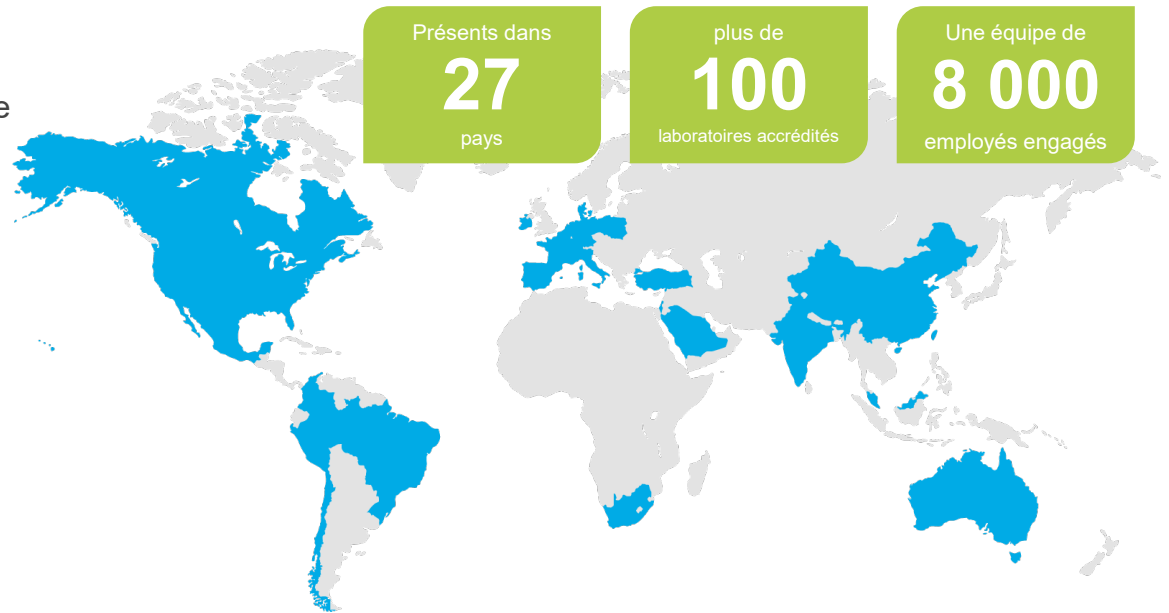 e
Présents dans
27
pays
plus de
100
laboratoires accrédités
Une équipe de
8 000
employés engagés